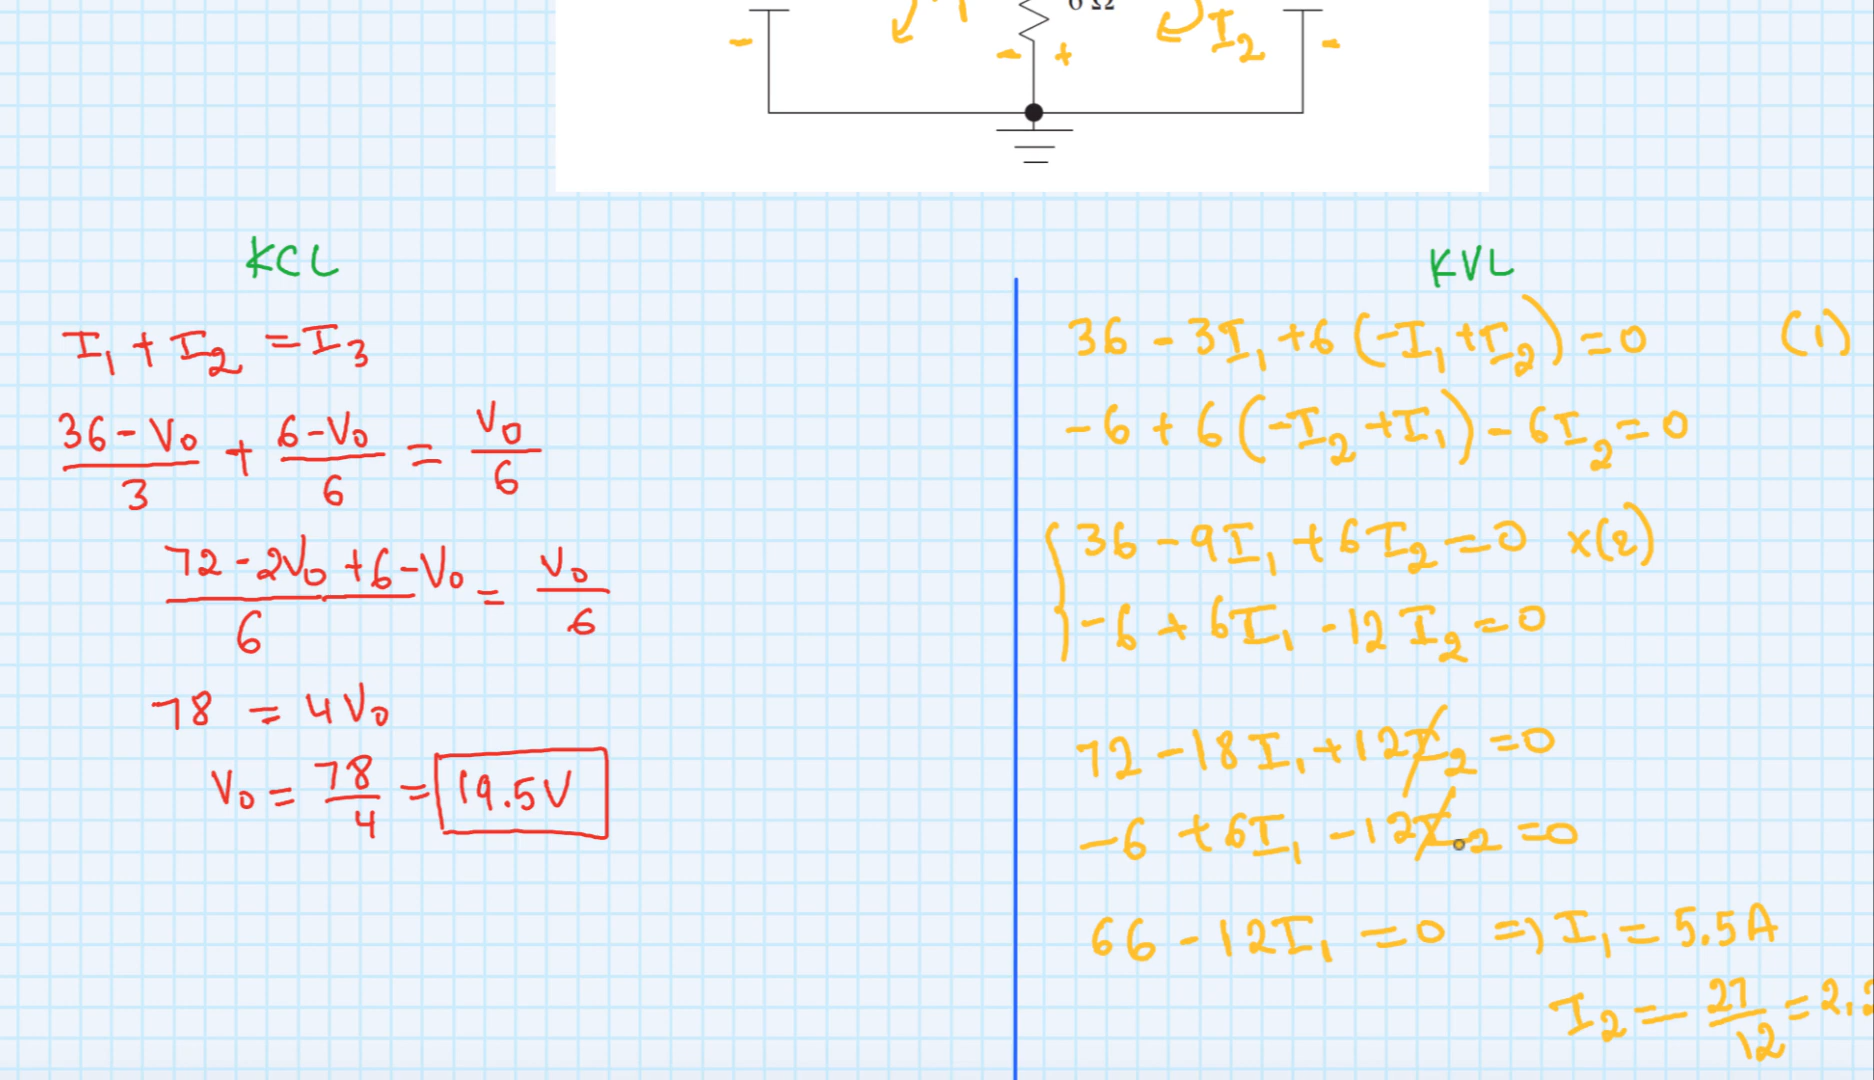 6 Ω
- - + I₂ -
KCL
I₁ + I₂ = I₃
(36 - V₀)/3 + (6 - V₀)/6 = V₀/6
(72 - 2V₀ + 6 - V₀)/6 = V₀/6
78 = 4V₀
V₀ = 78/4 = 19.5V
KVL
36 - 3I₁ + 6(-I₁ + I₂) = 0 (1)
-6 + 6(-I₂ + I₁) - 6I₂ = 0
36 - 9I₁ + 6I₂ = 0 x(2)
-6 + 6I₁ - 12I₂ = 0
72 - 18I₁ + 12I₂ = 0
-6 + 6I₁ - 12I₂ = 0
66 - 12I₁ = 0 => I₁ = 5.5A
I₂ = 27/12 = 2.2